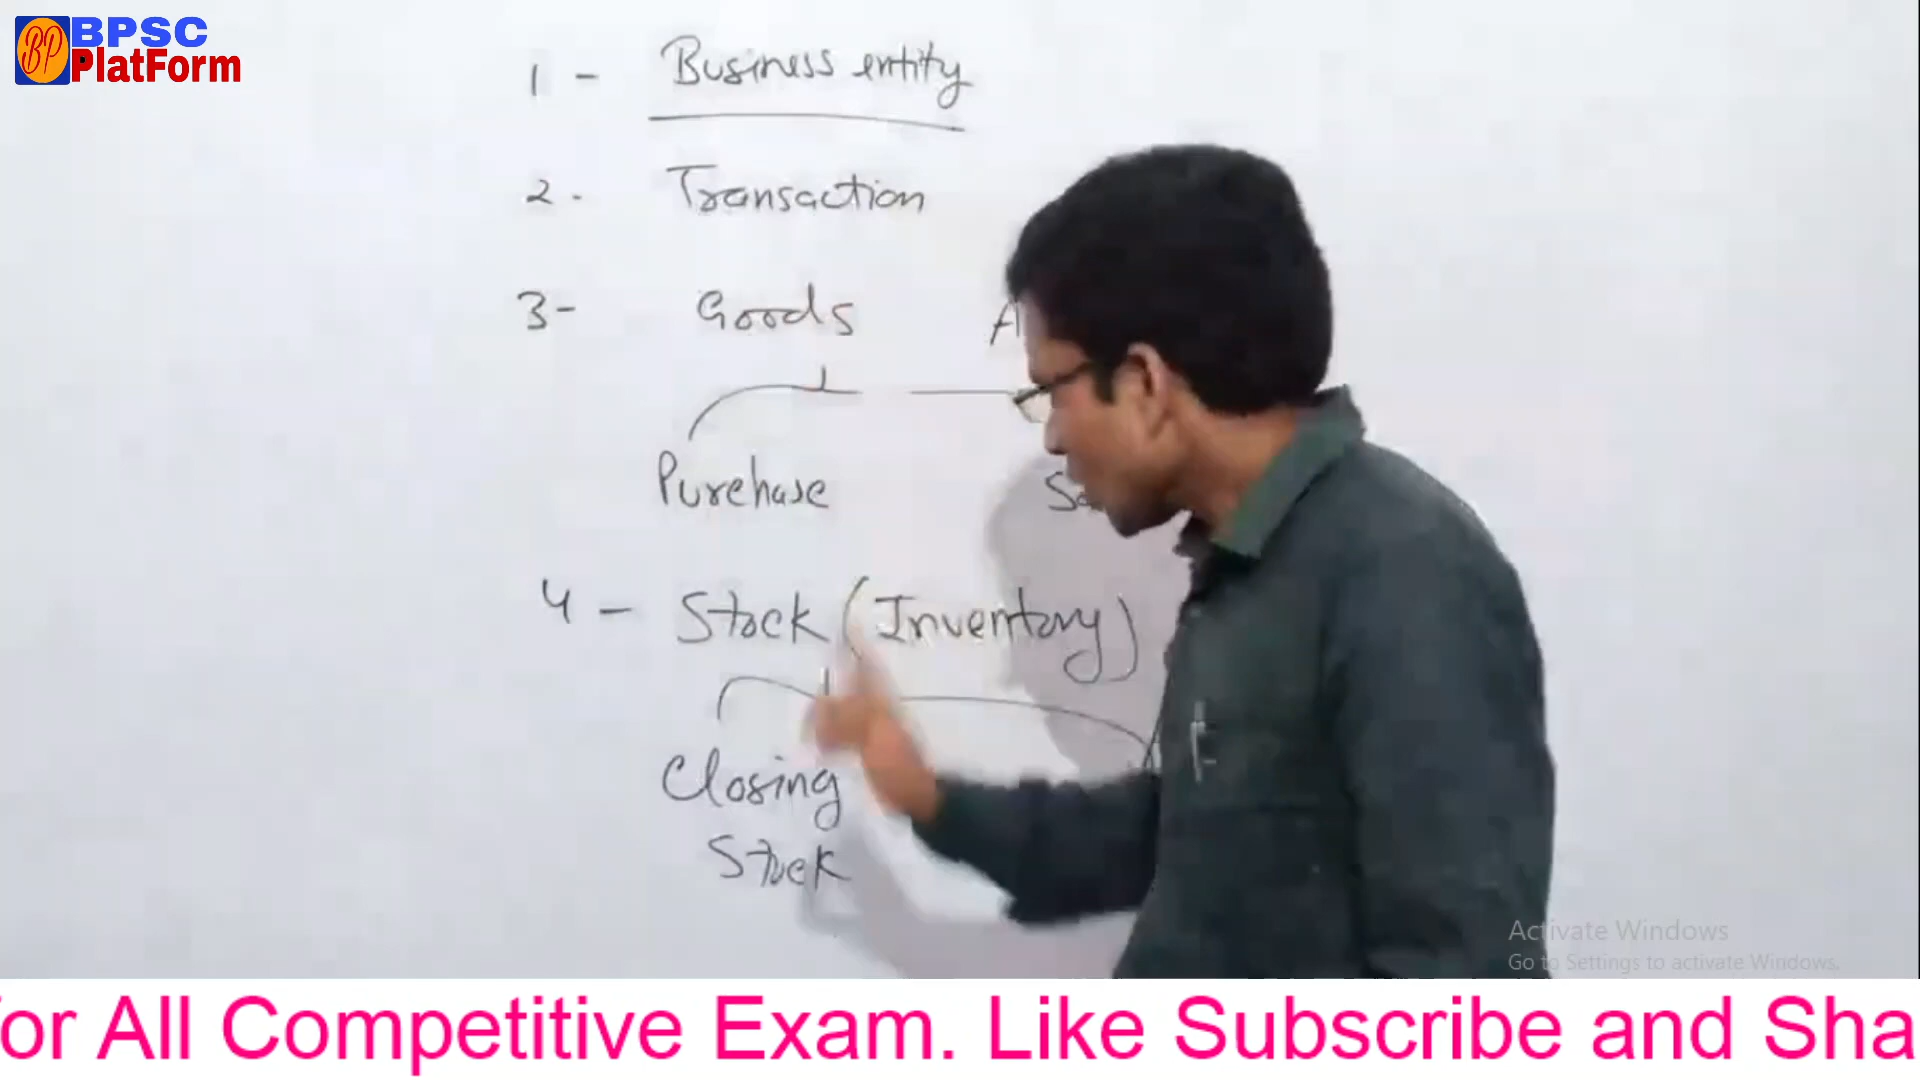 BP BPSC
PlatForm
1 - Business entity
2 - Transaction
3 - Goods
Purchase
4 - Stock (Inventory)
Closing
Stock
Activate Windows
Go to Settings to activate Windows.
or All Competitive Exam. Like Subscribe and Sha